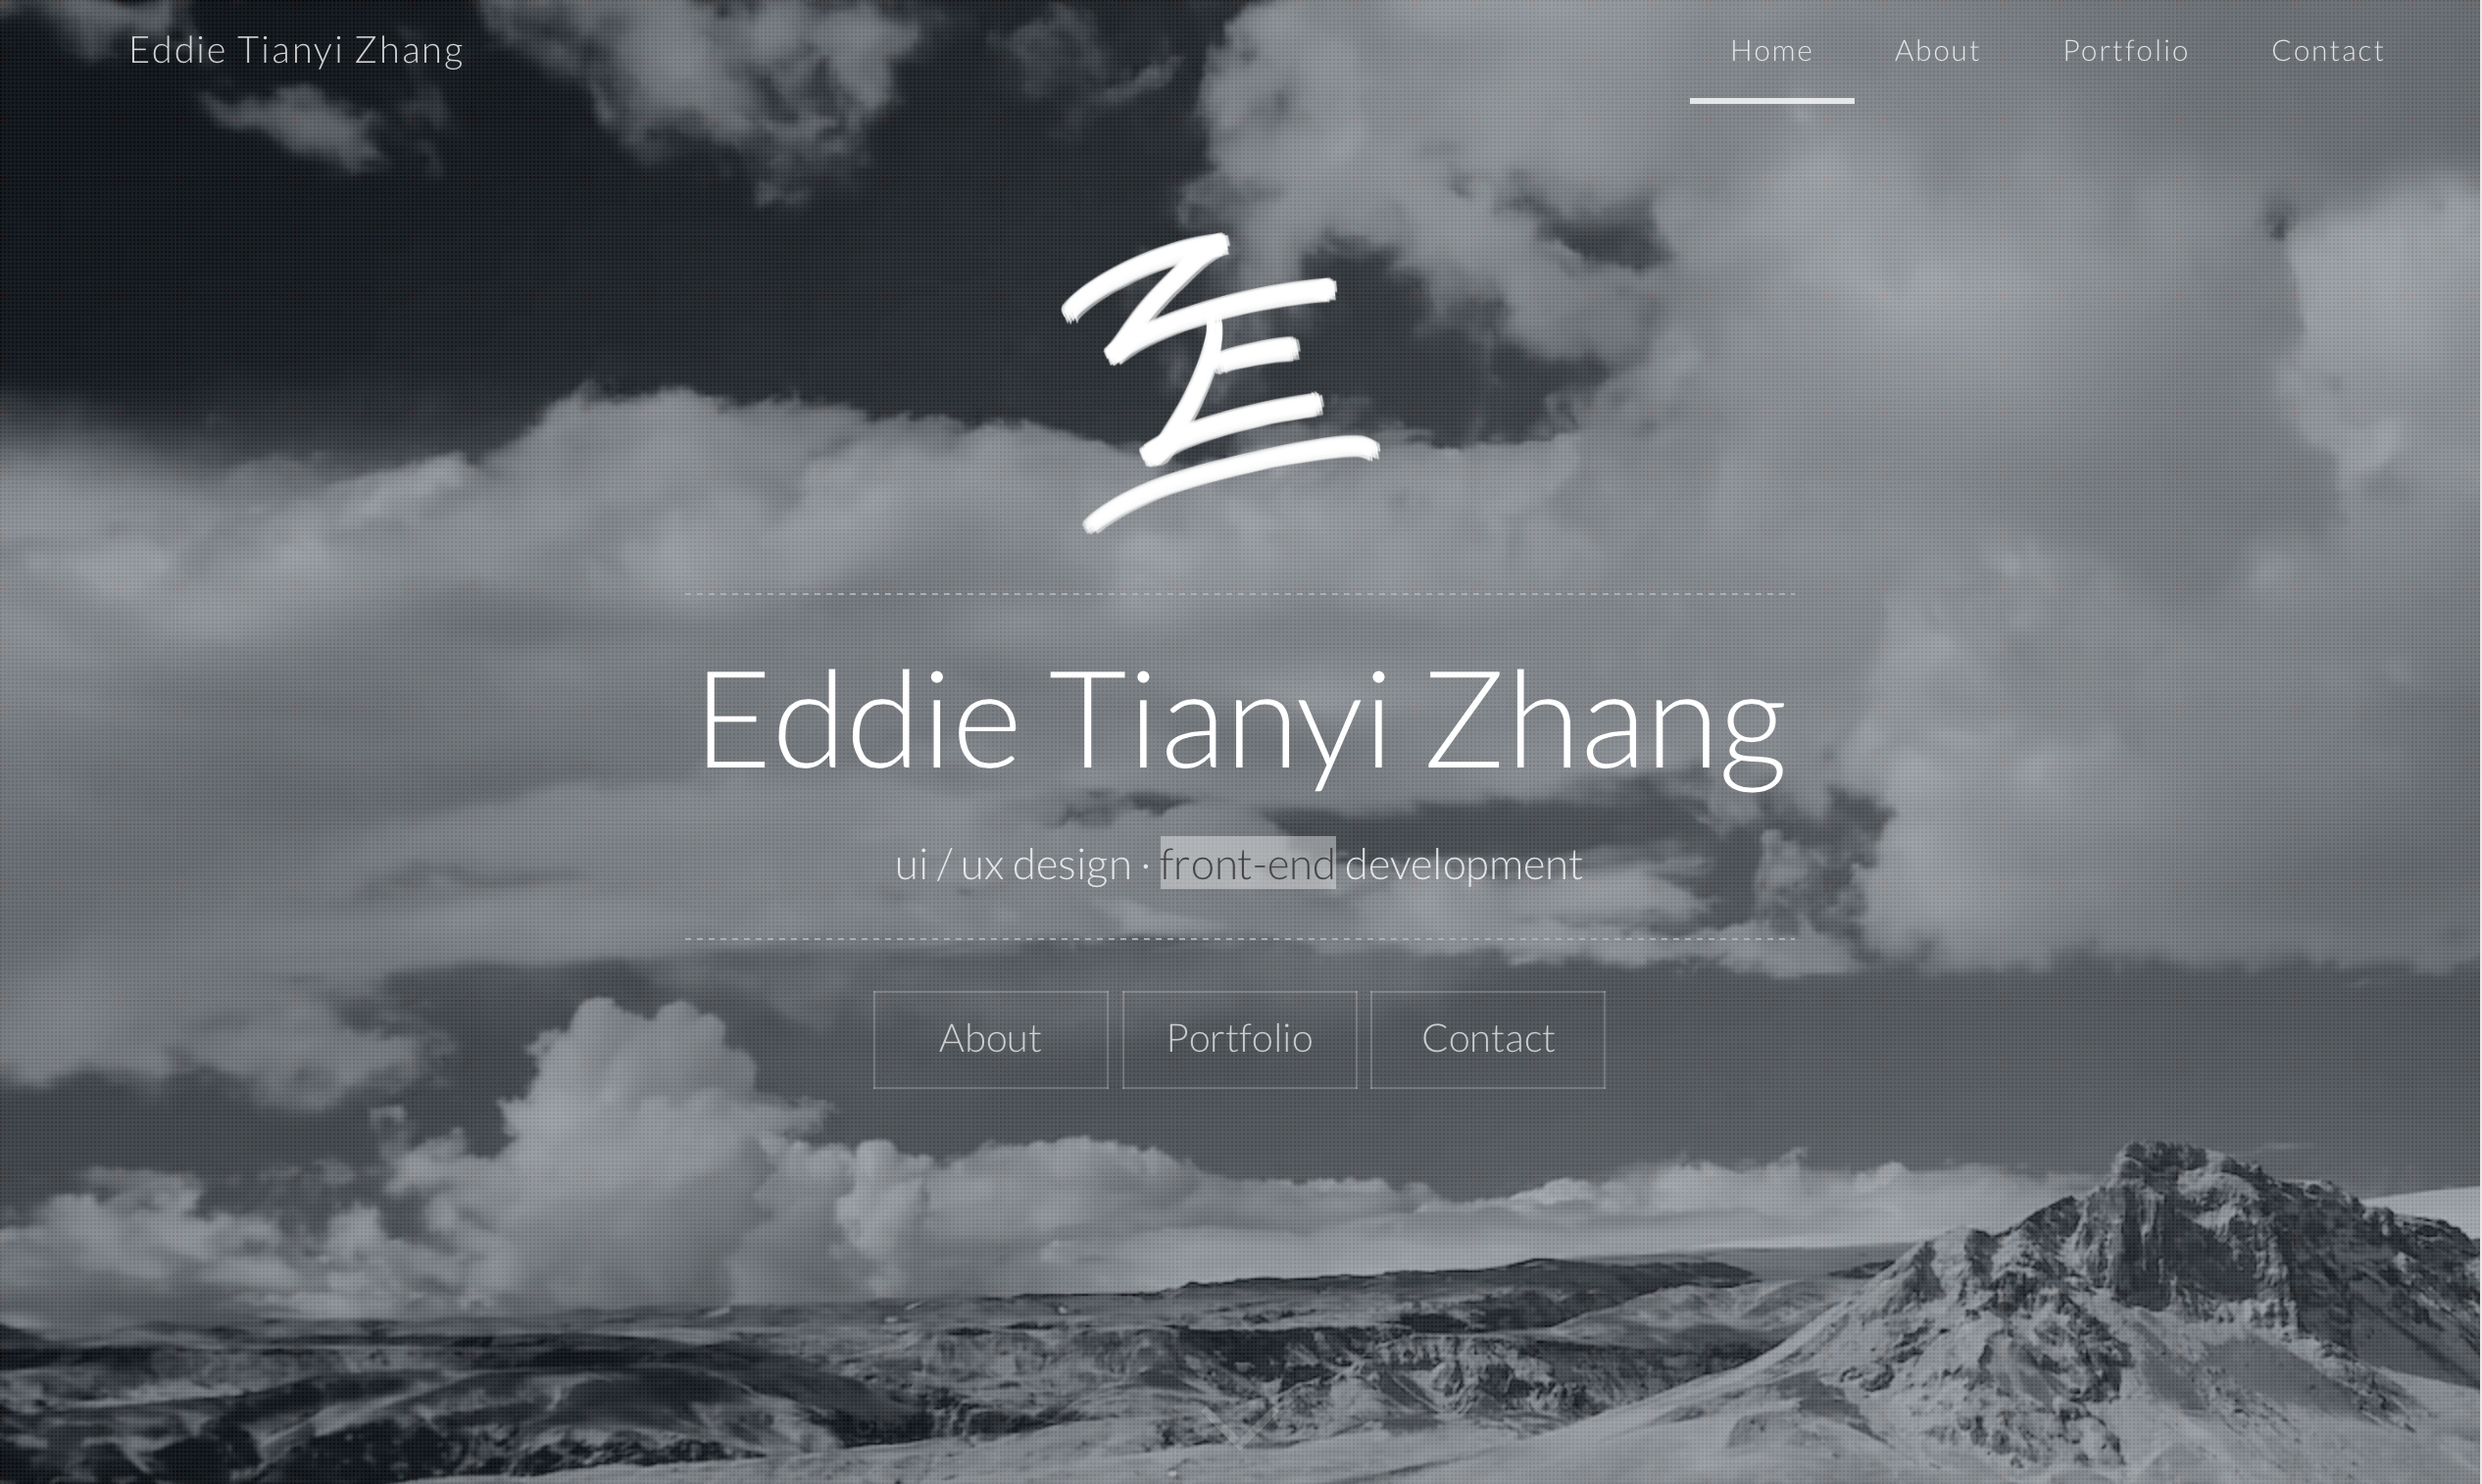 Eddie Tianyi Zhang
Home About Portfolio Contact
ZE
Eddie Tianyi Zhang
ui / ux design · front-end development
About Portfolio Contact